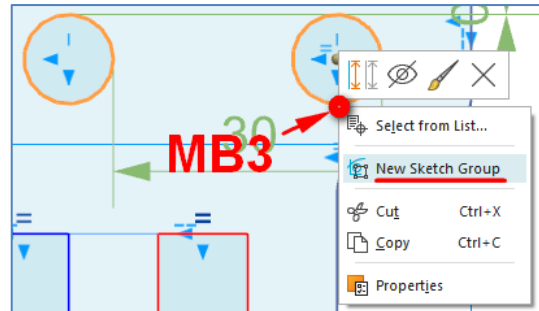 30
MB3
Select from List...
New Sketch Group
Cut Ctrl+X
Copy Ctrl+C
Properties